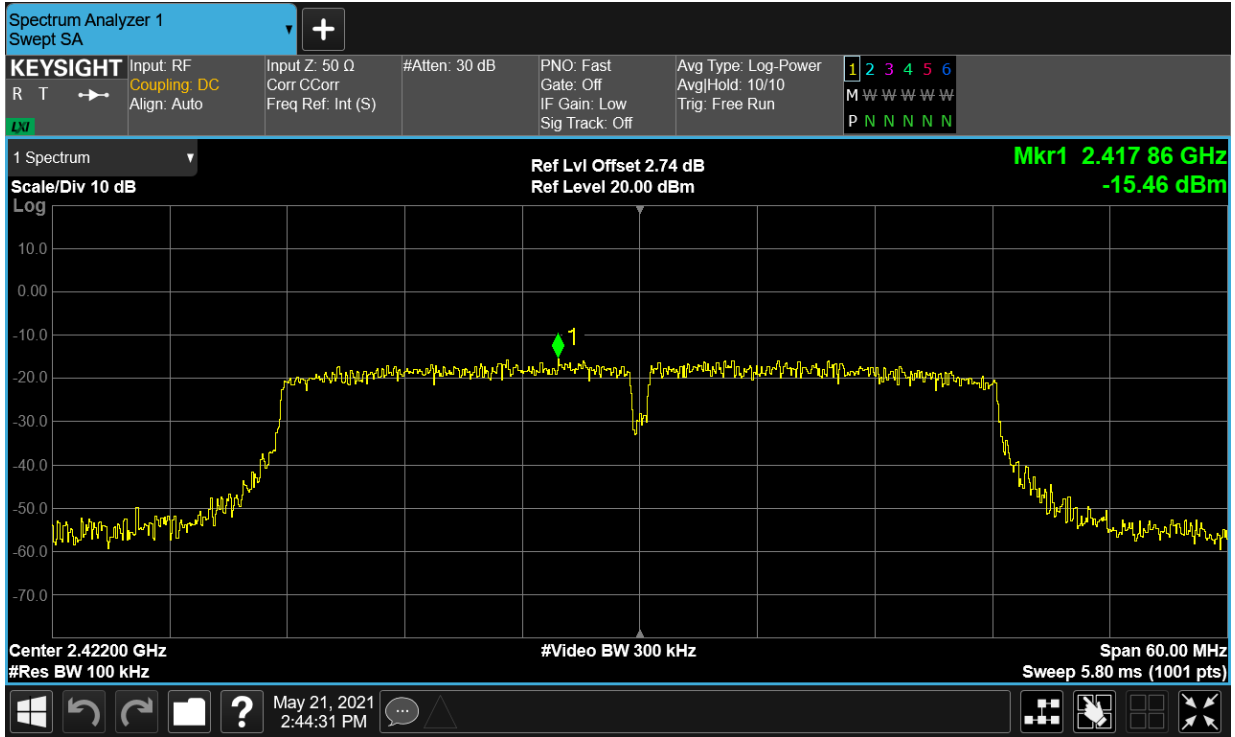 Spectrum Analyzer 1
Swept SA
+
KEYSIGHT
R T
LXI
Input: RF
Coupling: DC
Align: Auto
Input Z: 50 Ω
Corr CCorr
Freq Ref: Int (S)
#Atten: 30 dB
PNO: Fast
Gate: Off
IF Gain: Low
Sig Track: Off
Avg Type: Log-Power
Avg|Hold: 10/10
Trig: Free Run
1 2 3 4 5 6
M W W W W W
P N N N N N
1 Spectrum
Scale/Div 10 dB
Log
Ref Lvl Offset 2.74 dB
Ref Level 20.00 dBm
Mkr1 2.417 86 GHz
-15.46 dBm
10.0
0.00
-10.0
-20.0
-30.0
-40.0
-50.0
-60.0
-70.0
1
Center 2.42200 GHz
#Res BW 100 kHz
#Video BW 300 kHz
Span 60.00 MHz
Sweep 5.80 ms (1001 pts)
?
May 21, 2021
2:44:31 PM